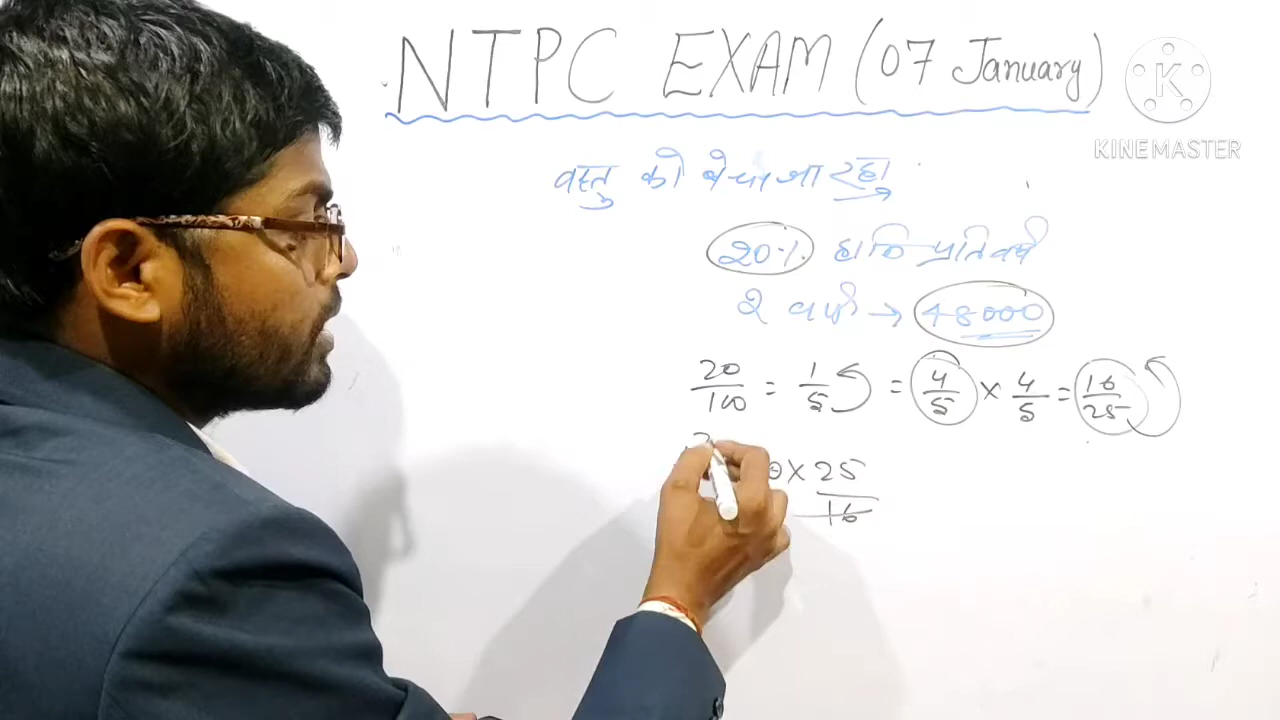 NTPC EXAM (07 January)
KINEMASTER
वस्तु को बेचा जा रहा
20% हानि प्रतिवर्ष
2 वर्ष → 48000
20/100 = 1/5 = 4/5 × 4/5 = 16/25
× 25/16